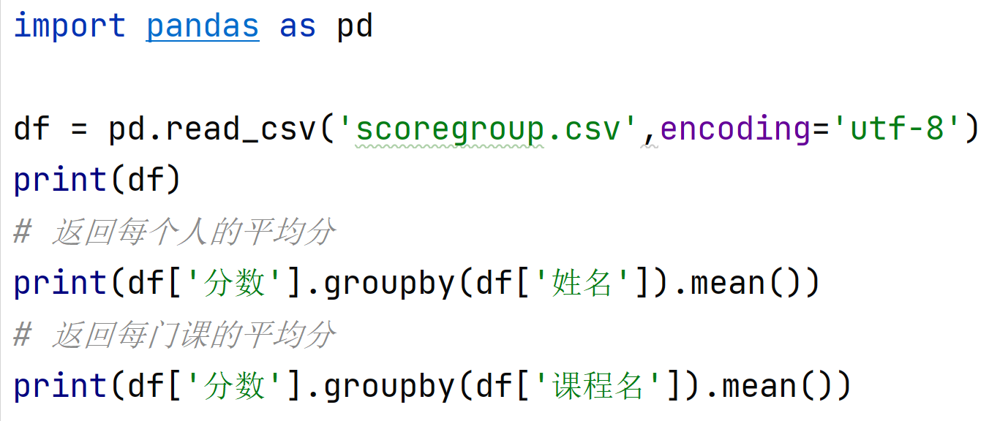 import pandas as pd
df = pd.read_csv('scoregroup.csv',encoding='utf-8')
print(df)
# 返回每个人的平均分
print(df['分数'].groupby(df['姓名']).mean())
# 返回每门课的平均分
print(df['分数'].groupby(df['课程名']).mean())